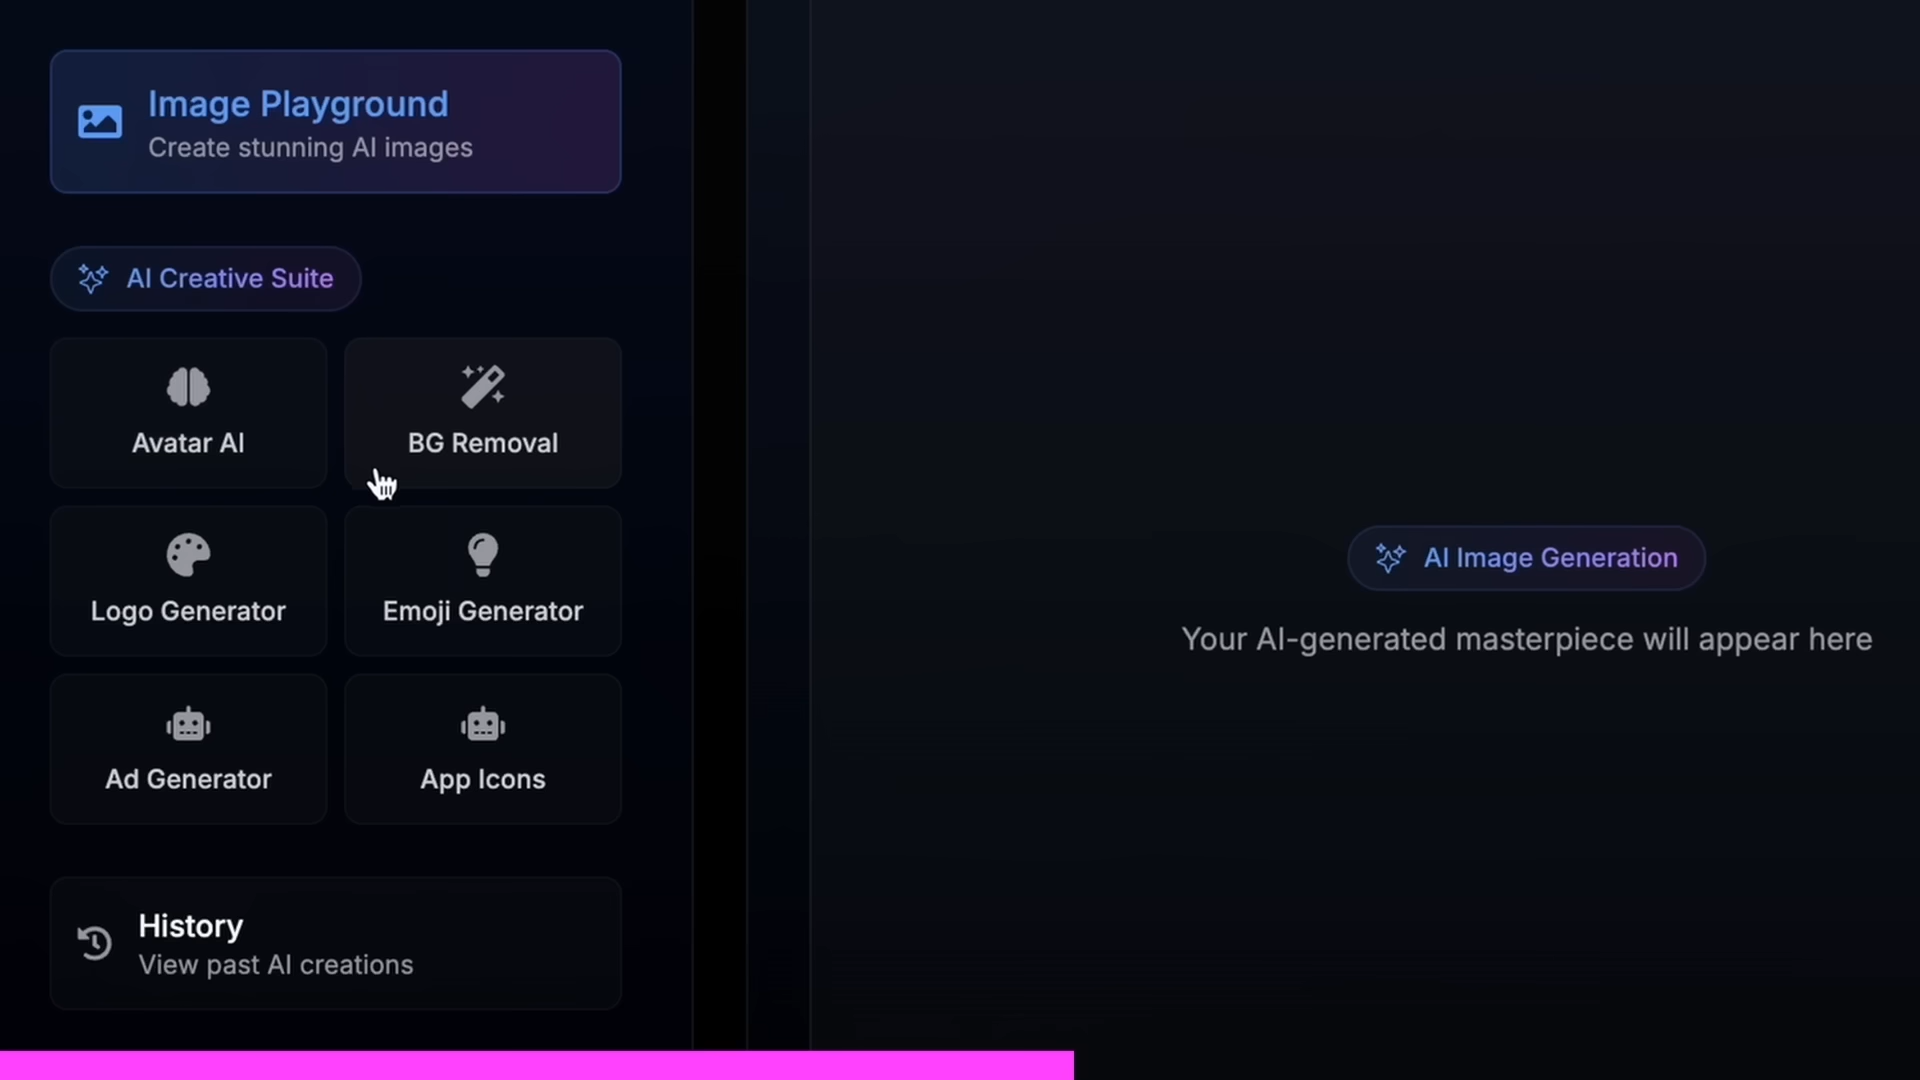 Image Playground
Create stunning AI images
AI Creative Suite
Avatar AI
BG Removal
Logo Generator
Emoji Generator
Ad Generator
App Icons
History
View past AI creations
AI Image Generation
Your AI-generated masterpiece will appear here